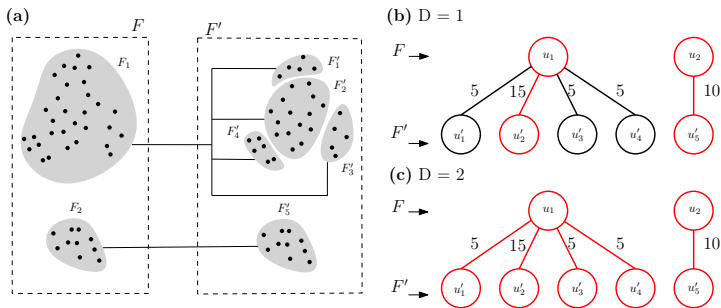 (a)
F
F′
F₁
F′₁
F′₂
F′₄
F′₃
F₂
F′₅
(b) D = 1
F
u₁
u₂
5
15
5
5
10
F′
u′₁
u′₂
u′₃
u′₄
u′₅
(c) D = 2
F
u₁
u₂
5
15
5
5
10
F′
u′₁
u′₂
u′₃
u′₄
u′₅